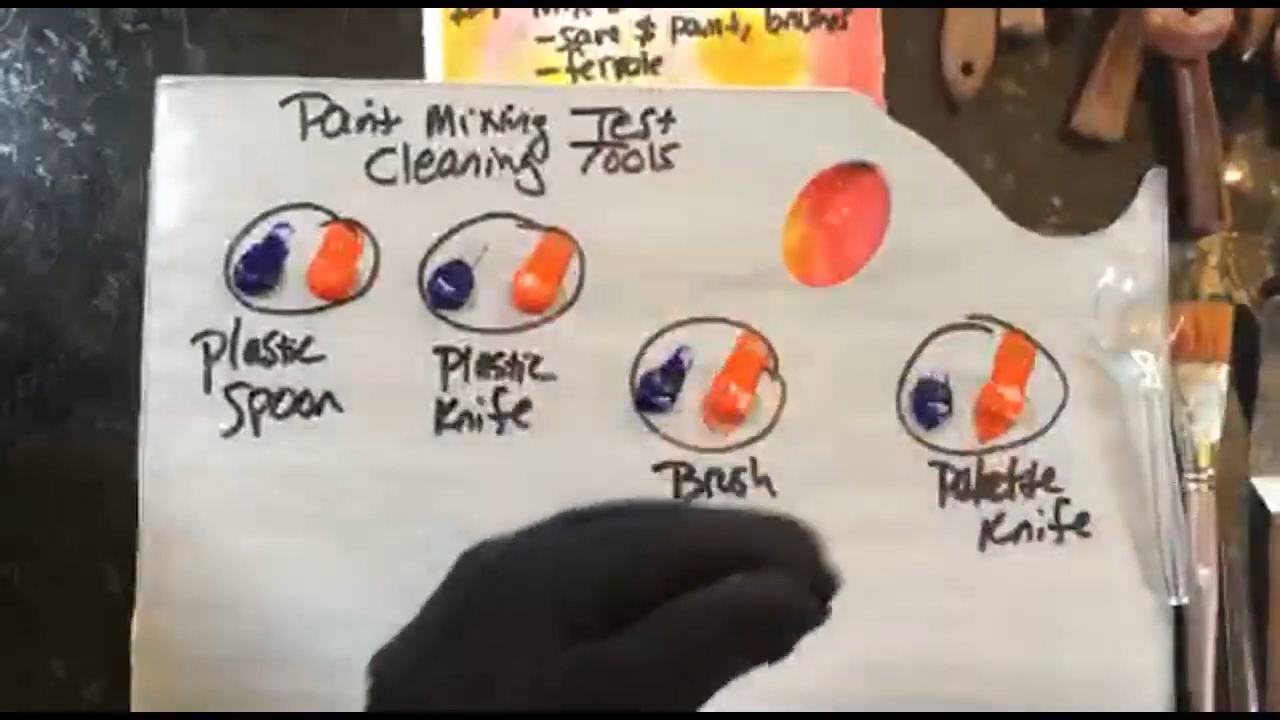 - save $ paint, brushes
- ferrule
Paint Mixing Test
Cleaning Tools
Plastic
Spoon
Plastic
Knife
Brush
Palette
Knife